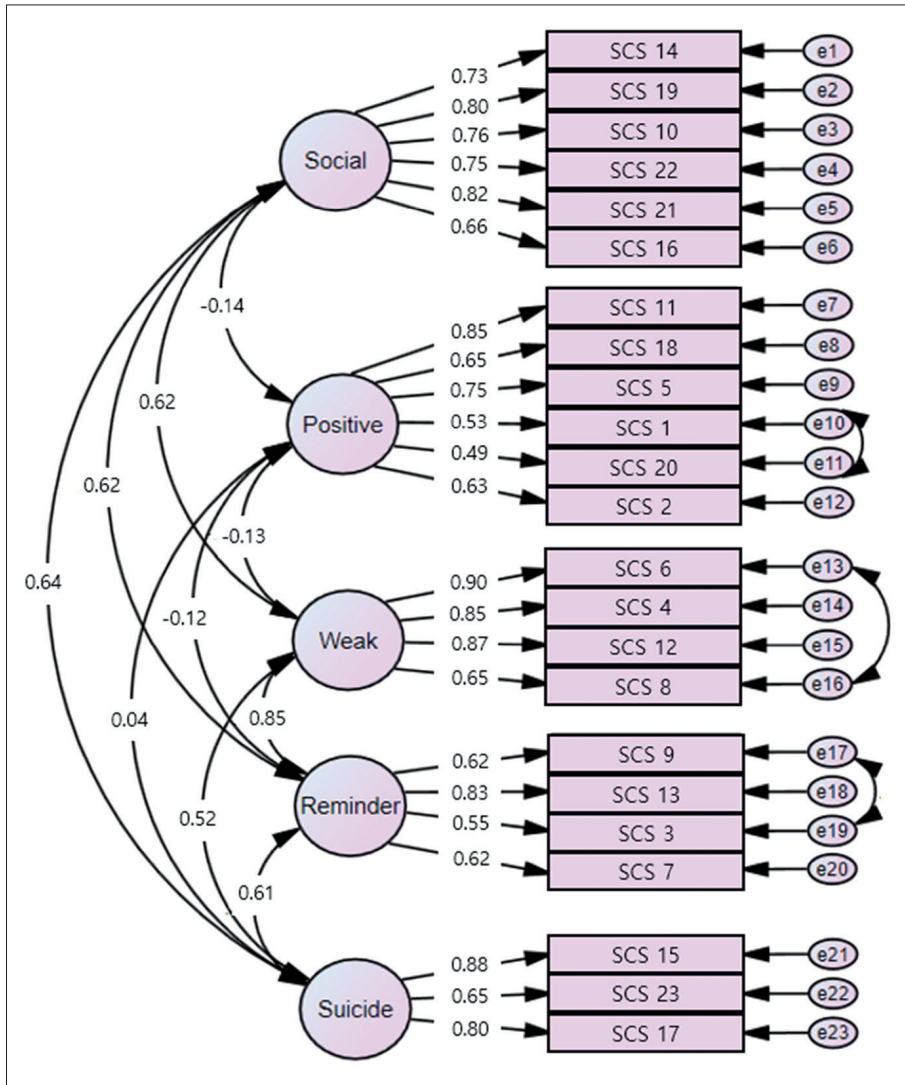 SCS 14
e1
0.73
SCS 19
e2
0.80
SCS 10
e3
0.76
Social
SCS 22
e4
0.75
SCS 21
e5
0.82
SCS 16
e6
0.66
-0.14
SCS 11
e7
0.85
SCS 18
e8
0.65
SCS 5
e9
0.75
0.62
Positive
SCS 1
e10
0.53
SCS 20
e11
0.49
SCS 2
e12
0.63
0.62
-0.13
SCS 6
e13
0.90
0.64
SCS 4
e14
0.85
-0.12
Weak
SCS 12
e15
0.87
SCS 8
e16
0.65
0.04
0.85
SCS 9
e17
0.62
SCS 13
e18
0.83
Reminder
0.52
SCS 3
e19
0.55
SCS 7
e20
0.62
0.61
SCS 15
e21
0.88
SCS 23
e22
0.65
Suicide
SCS 17
e23
0.80